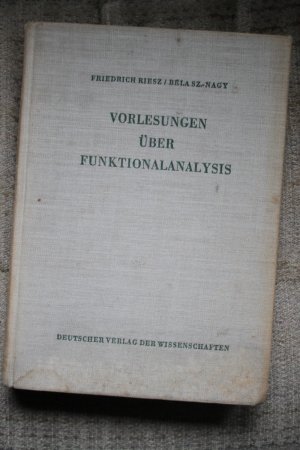 FRIEDRICH RIESZ / BÉLA SZ.-NAGY
VORLESUNGEN
ÜBER
FUNKTIONALANALYSIS
DEUTSCHER VERLAG DER WISSENSCHAFTEN